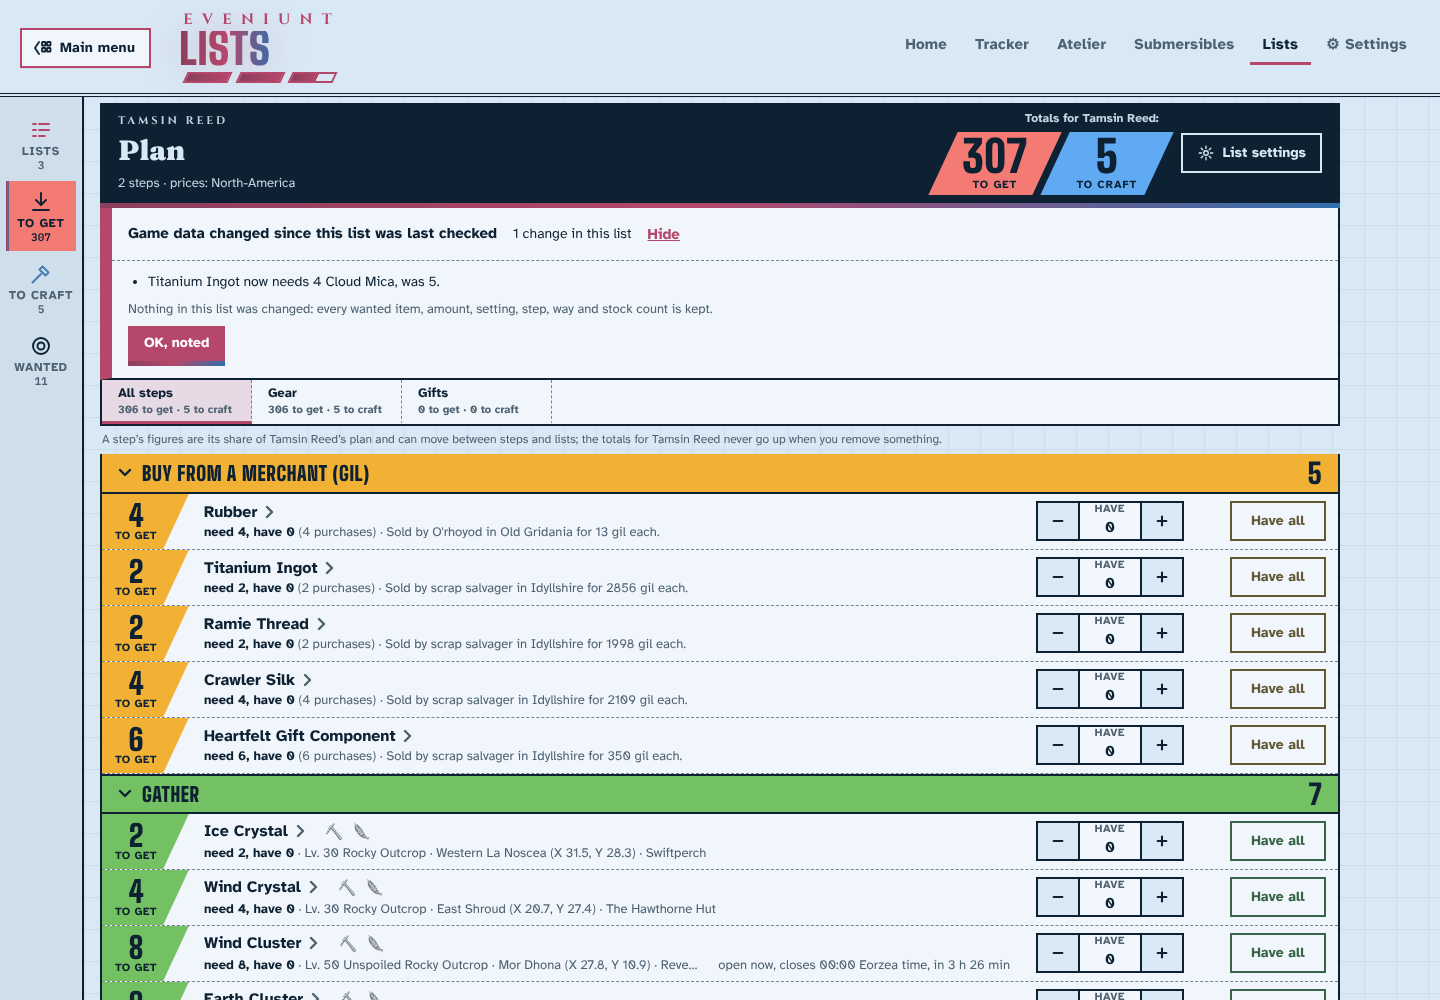 Main menu
EVENIUNT
LISTS
Home
Tracker
Atelier
Submersibles
Lists
Settings
LISTS
3
TO GET
307
TO CRAFT
5
WANTED
11
TAMSIN REED
Plan
2 steps · prices: North-America
Totals for Tamsin Reed:
307
TO GET
5
TO CRAFT
List settings
Game data changed since this list was last checked 1 change in this list Hide
• Titanium Ingot now needs 4 Cloud Mica, was 5.
Nothing in this list was changed: every wanted item, amount, setting, step, way and stock count is kept.
OK, noted
All steps
306 to get · 5 to craft
Gear
306 to get · 5 to craft
Gifts
0 to get · 0 to craft
A step's figures are its share of Tamsin Reed's plan and can move between steps and lists; the totals for Tamsin Reed never go up when you remove something.
BUY FROM A MERCHANT (GIL) 5
4
TO GET
Rubber
need 4, have 0 (4 purchases) · Sold by O'rhoyod in Old Gridania for 13 gil each.
− HAVE 0 +
Have all
2
TO GET
Titanium Ingot
need 2, have 0 (2 purchases) · Sold by scrap salvager in Idyllshire for 2856 gil each.
− HAVE 0 +
Have all
2
TO GET
Ramie Thread
need 2, have 0 (2 purchases) · Sold by scrap salvager in Idyllshire for 1998 gil each.
− HAVE 0 +
Have all
4
TO GET
Crawler Silk
need 4, have 0 (4 purchases) · Sold by scrap salvager in Idyllshire for 2109 gil each.
− HAVE 0 +
Have all
6
TO GET
Heartfelt Gift Component
need 6, have 0 (6 purchases) · Sold by scrap salvager in Idyllshire for 350 gil each.
− HAVE 0 +
Have all
GATHER 7
2
TO GET
Ice Crystal
need 2, have 0 · Lv. 30 Rocky Outcrop · Western La Noscea (X 31.5, Y 28.3) · Swiftperch
− HAVE 0 +
Have all
4
TO GET
Wind Crystal
need 4, have 0 · Lv. 30 Rocky Outcrop · East Shroud (X 20.7, Y 27.4) · The Hawthorne Hut
− HAVE 0 +
Have all
8
TO GET
Wind Cluster
need 8, have 0 · Lv. 50 Unspoiled Rocky Outcrop · Mor Dhona (X 27.8, Y 10.9) · Reve... open now, closes 00:00 Eorzea time, in 3 h 26 min
− HAVE 0 +
Have all
Earth Cluster
HAVE